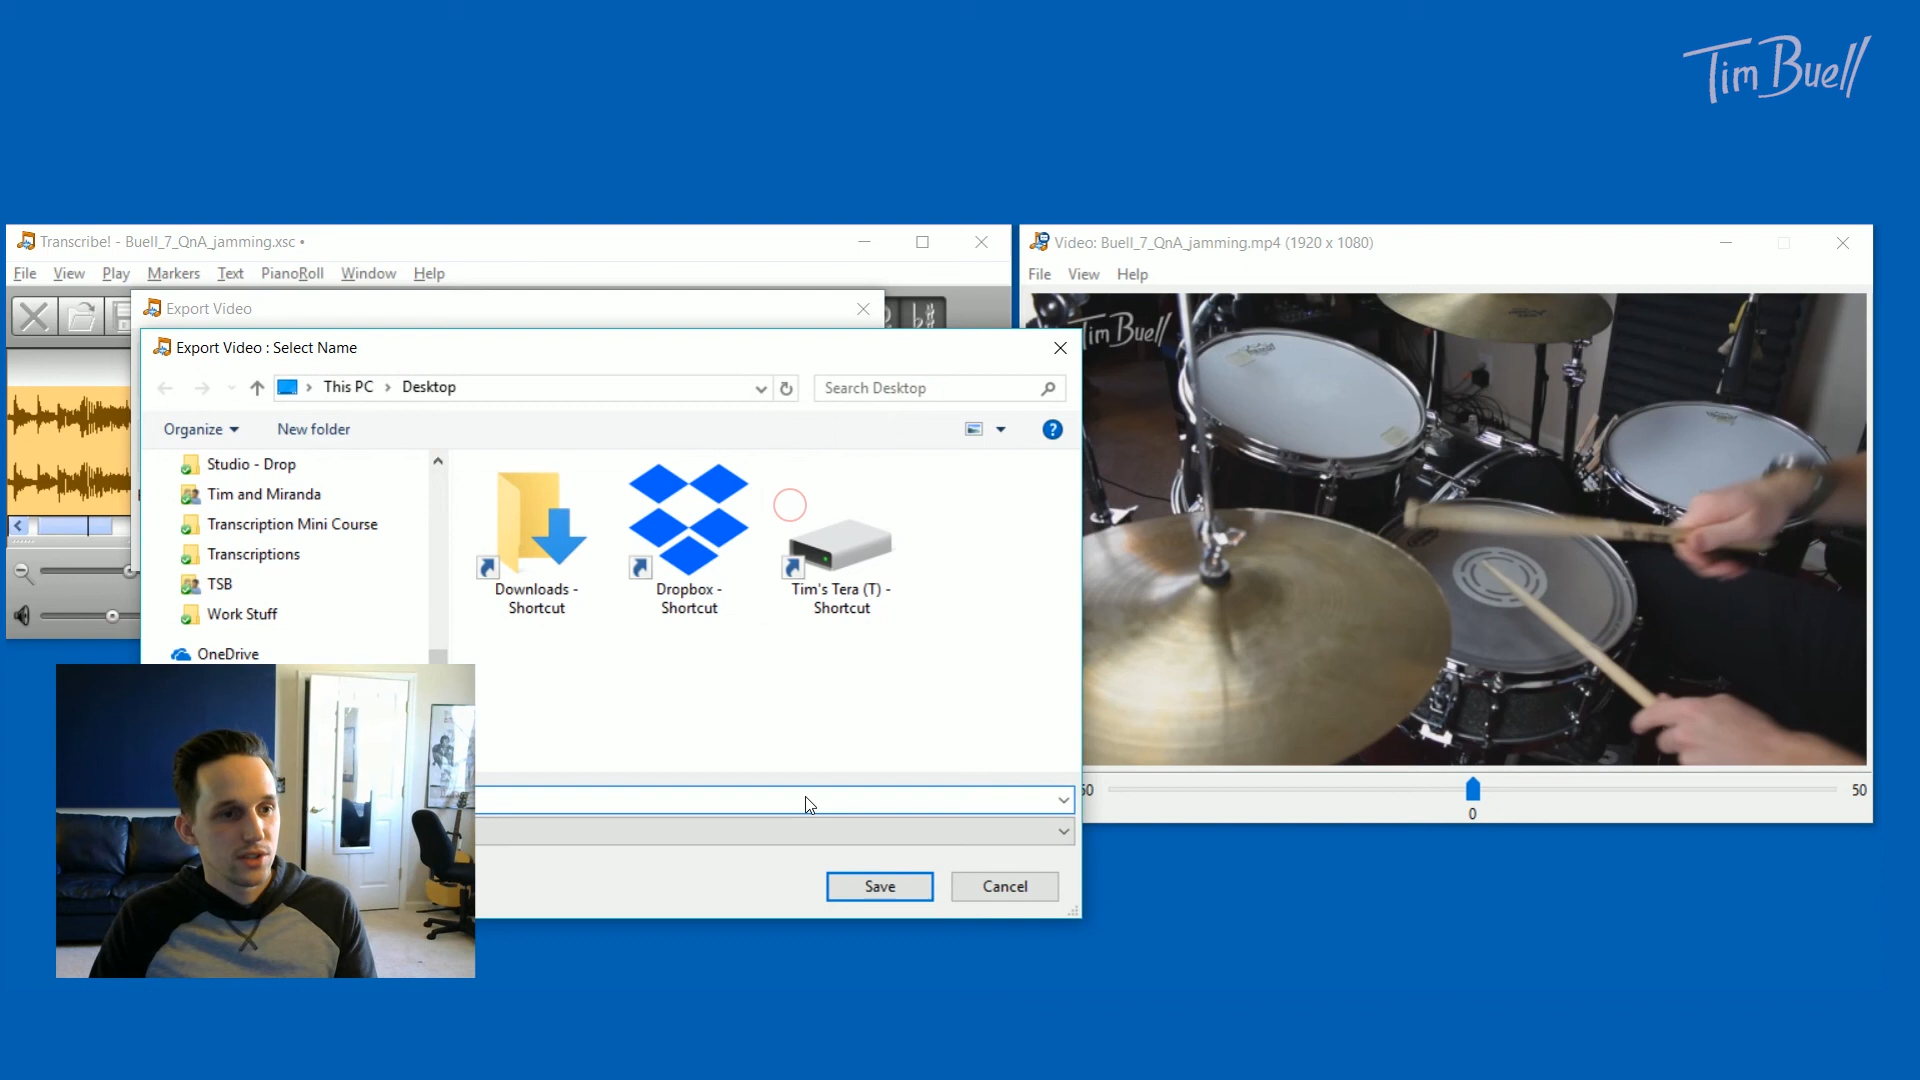 Tim Buell
Transcribe! - Buell_7_QnA_jamming.xsc •
File View Play Markers Text PianoRoll Window Help
Export Video
Export Video : Select Name
This PC > Desktop
Search Desktop
Organize
New folder
?
Studio - Drop
Tim and Miranda
Transcription Mini Course
Transcriptions
TSB
Work Stuff
OneDrive
Downloads -
Shortcut
Dropbox -
Shortcut
Tim's Tera (T) -
Shortcut
Save
Cancel
Video: Buell_7_QnA_jamming.mp4 (1920 x 1080)
File View Help
Tim Buell
50
0